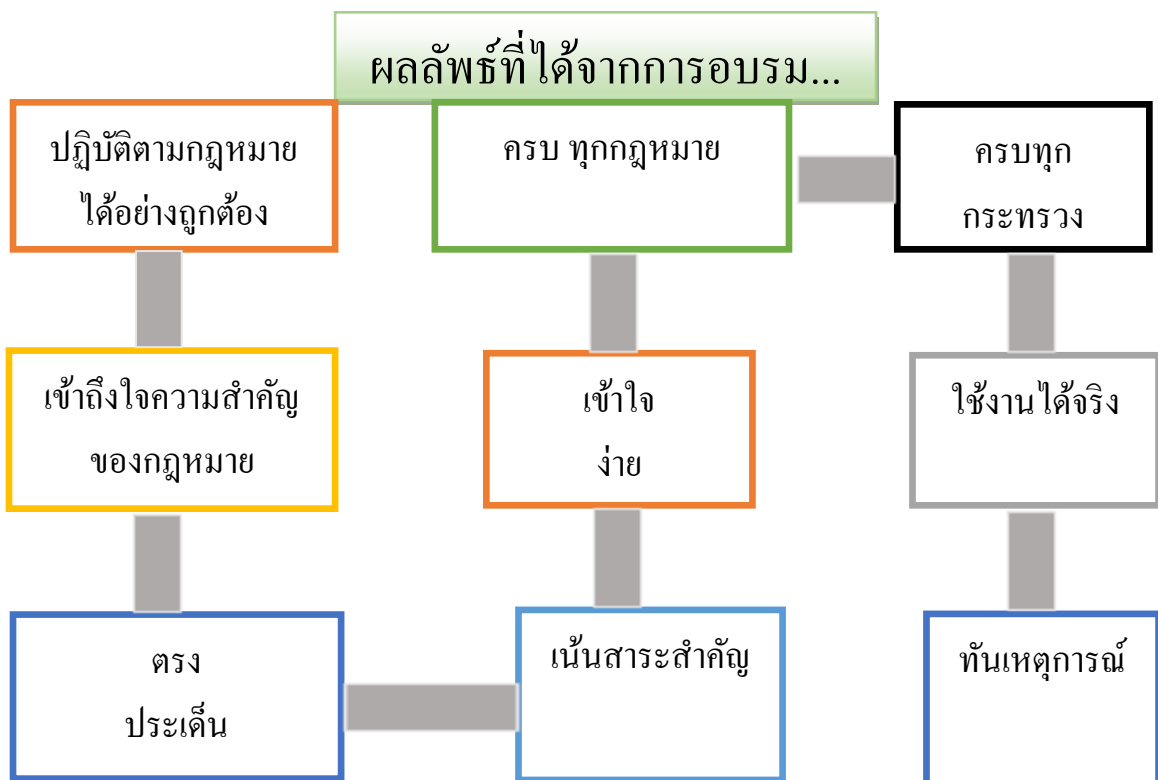 ผลลัพธ์ที่ได้จากการอบรม...
ปฏิบัติตามกฎหมาย
ได้อย่างถูกต้อง
ครบ ทุกกฎหมาย
ครบทุก
กระทรวง
เข้าถึงใจความสำคัญ
ของกฎหมาย
เข้าใจ
ง่าย
ใช้งานได้จริง
ตรง
ประเด็น
เน้นสาระสำคัญ
ทันเหตุการณ์